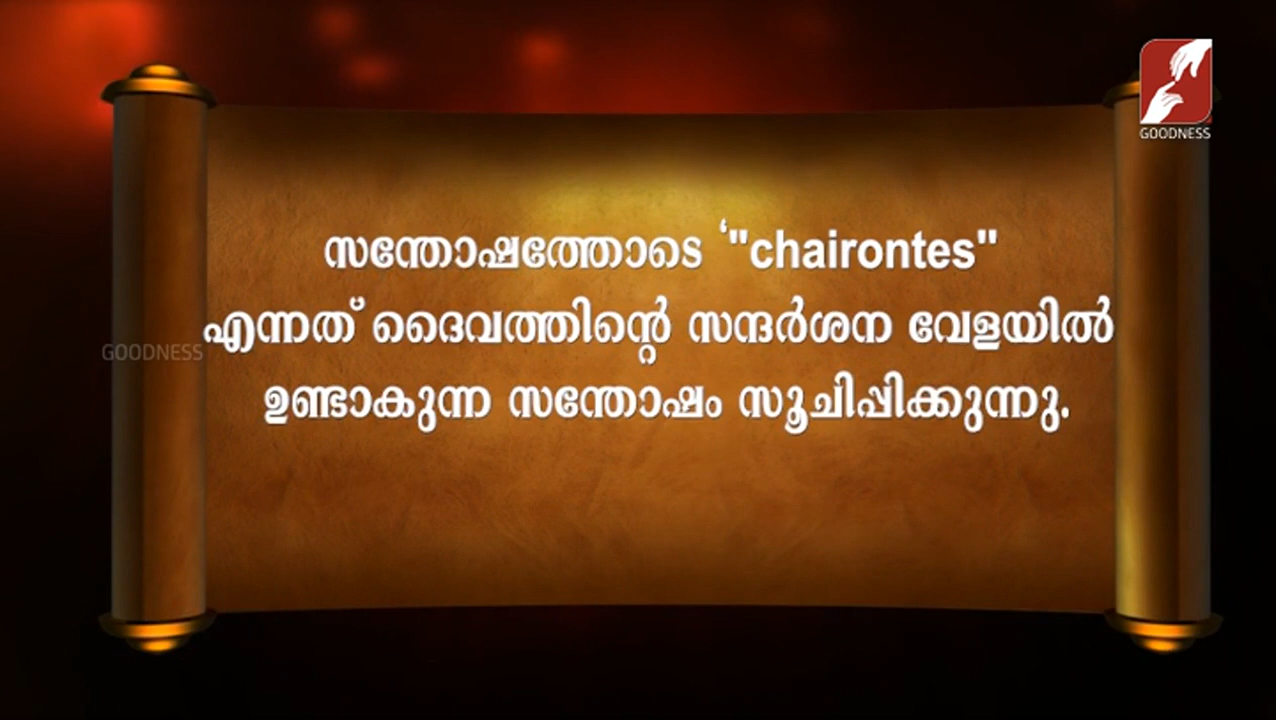 GOODNESS
സന്തോഷത്തോടെ ‘"chairontes"
എന്നത് ദൈവത്തിന്റെ സന്ദർശന വേളയിൽ
GOODNESS
ഉണ്ടാകുന്ന സന്തോഷം സൂചിപ്പിക്കുന്നു.